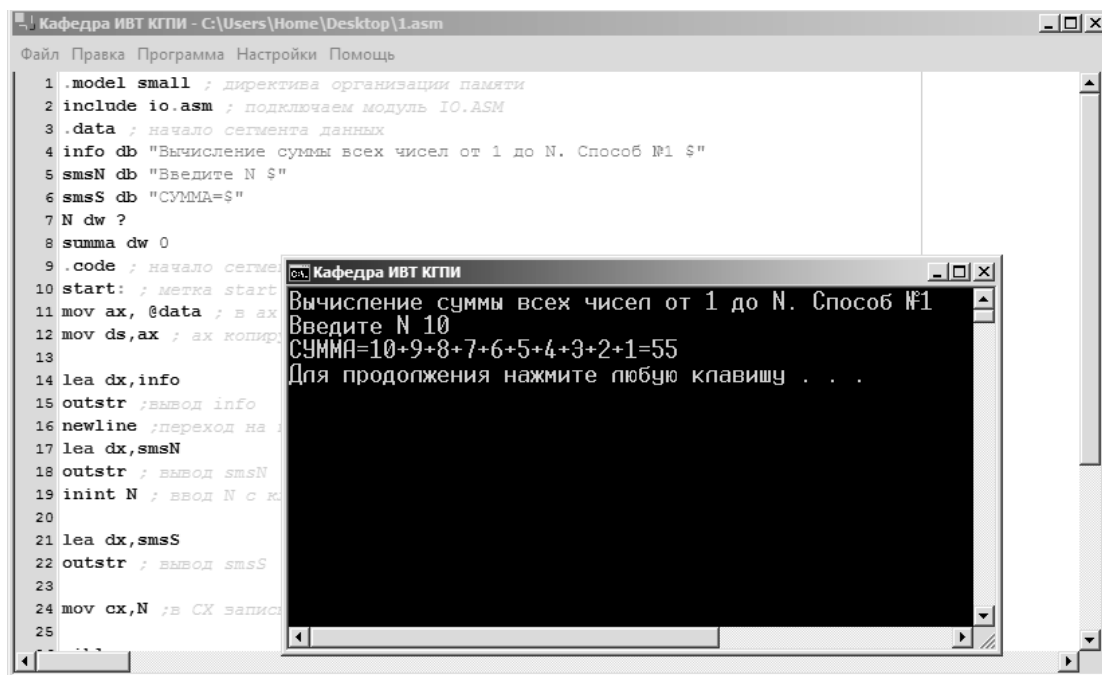 Кафедра ИВТ КГПИ - C:\Users\Home\Desktop\1.asm
Файл Правка Программа Настройки Помощь
1 .model small ; директива организации памяти
2 include io.asm ; подключаем модуль IO.ASM
3 .data ; начало сегмента данных
4 info db "Вычисление суммы всех чисел от 1 до N. Способ №1 $"
5 smsN db "Введите N $"
6 smsS db "СУММА=$"
7 N dw ?
8 summa dw 0
9 .code ; начало
10 start: ; метка start
11 mov ax, @data ; в ax
12 mov ds,ax ; ax
13
14 lea dx,info
15 outstr ;вывод info
16 newline ;переход на
17 lea dx,smsN
18 outstr ; вывод smsN
19 inint N ; ввод N с
20
21 lea dx,smsS
22 outstr ; вывод smsS
23
24 mov cx,N ;в CX
25
Кафедра ИВТ КГПИ
Вычисление суммы всех чисел от 1 до N. Способ №1
Введите N 10
СУММА=10+9+8+7+6+5+4+3+2+1=55
Для продолжения нажмите любую клавишу . . .